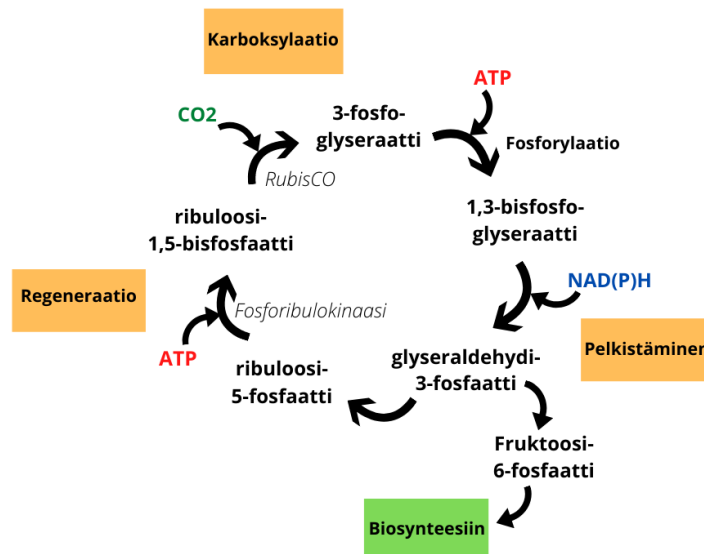 Karboksylaatio
ATP
CO2
3-fosfo-
glyseraatti
Fosforylaatio
RubisCO
1,3-bisfosfo-
glyseraatti
ribuloosi-
1,5-bisfosfaatti
NAD(P)H
Regeneraatio
Fosforibulokinaasi
Pelkistäminen
glyseraldehydi-
3-fosfaatti
ATP
ribuloosi-
5-fosfaatti
Fruktoosi-
6-fosfaatti
Biosynteesiin